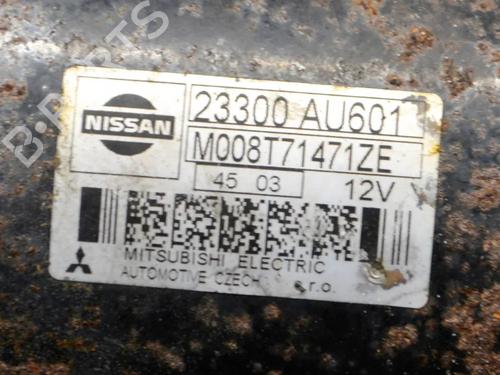 B-PARTS
NISSAN
23300 AU601
M008T71471ZE
45 03
12V
MITSUBISHI ELECTRIC
AUTOMOTIVE CZECH s.r.o.